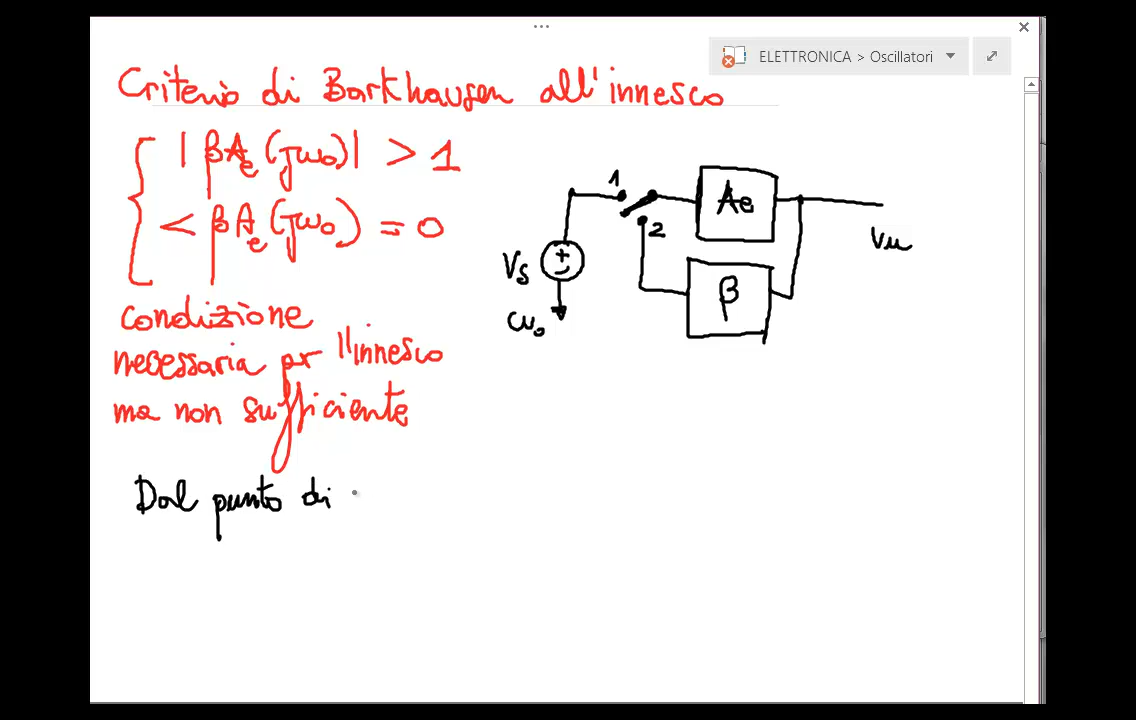 ELETTRONICA > Oscillatori
Criterio di Barkhausen all'innesco
| βAe(jω₀)| > 1
< βAe(jω₀) = 0
condizione
necessaria per l'innesco
ma non sufficiente
Dal punto di
1
2
Ae
β
Vs
ω₀
Vu